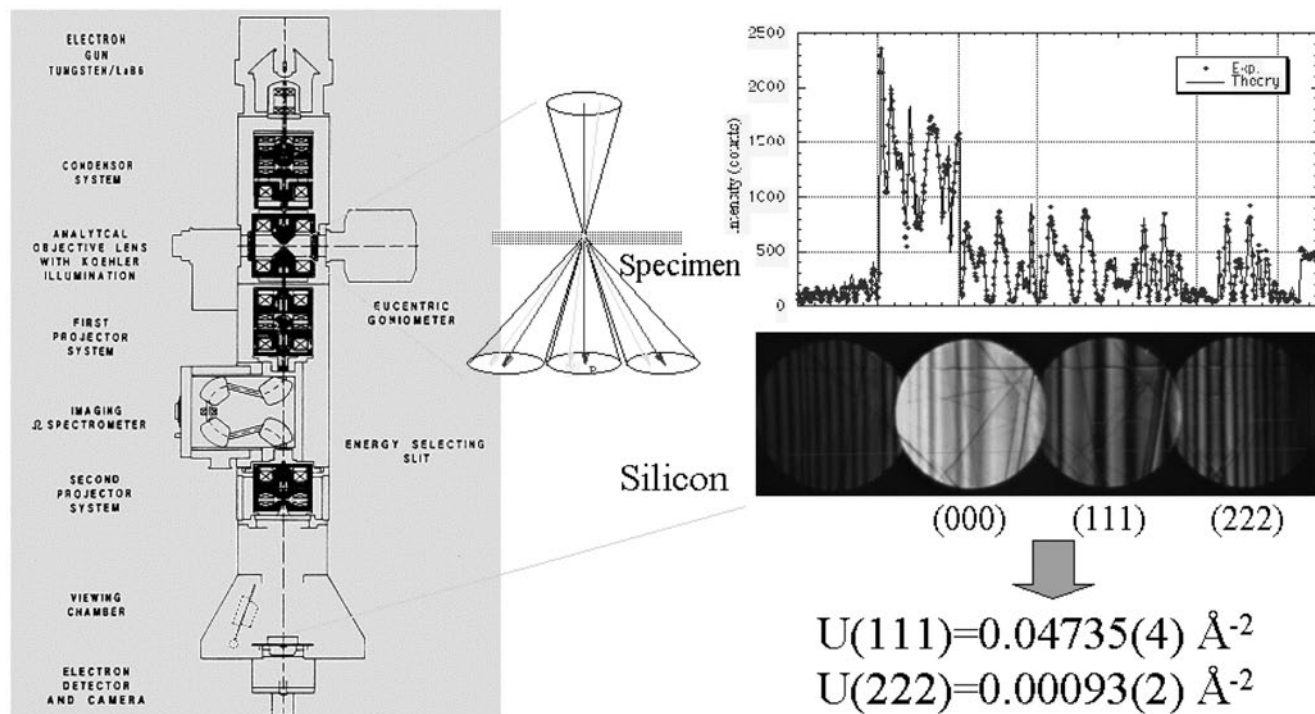 ELECTRON
GUN
TUNGSTEN/LaB6
CONDENSOR
SYSTEM
ANALYTCAL
OBJECTIVE LENS
WITH KOEHLER
ILLUMINATION
EUCENTRIC
GONIOMETER
FIRST
PROJECTOR
SYSTEM
IMAGING
Ω SPECTROMETER
ENERGY SELECTING
SLIT
SECOND
PROJECTOR
SYSTEM
VIEWING
CHAMBER
ELECTRON
DETECTOR
AND CAMERA
Specimen
2500
2000
1500
1000
500
0
Exp.
Theory
Silicon
(000) (111) (222)
U(111)=0.04735(4) Å-2
U(222)=0.00093(2) Å-2